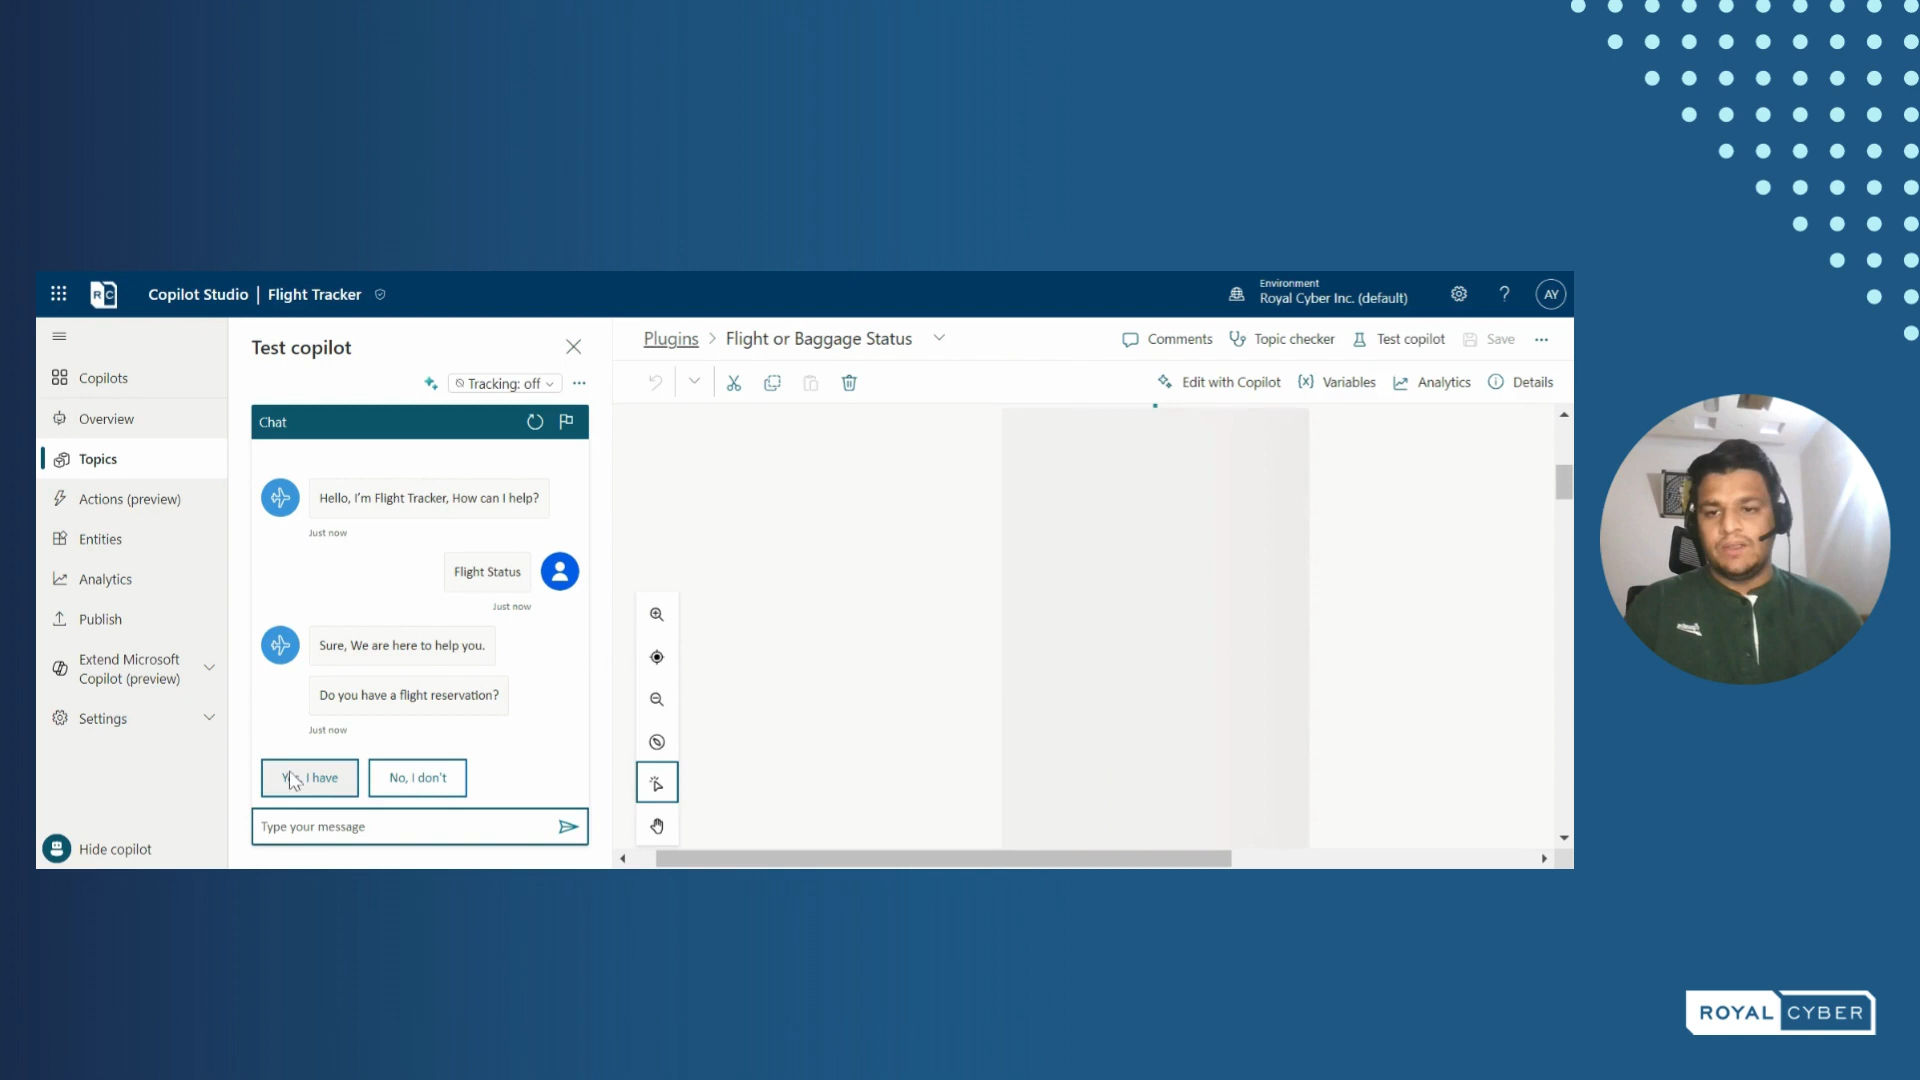 RC
Copilot Studio | Flight Tracker
Environment
Royal Cyber Inc. (default)
?
AY
Copilots
Overview
Topics
Actions (preview)
Entities
Analytics
Publish
Extend Microsoft
Copilot (preview)
Settings
Hide copilot
Test copilot
Tracking: off
Chat
Hello, I'm Flight Tracker, How can I help?
Just now
Flight Status
Just now
Sure, We are here to help you.
Do you have a flight reservation?
Just now
Yes, I have
No, I don't
Type your message
Plugins > Flight or Baggage Status
Comments
Topic checker
Test copilot
Save
Edit with Copilot
{x} Variables
Analytics
Details
ROYAL CYBER